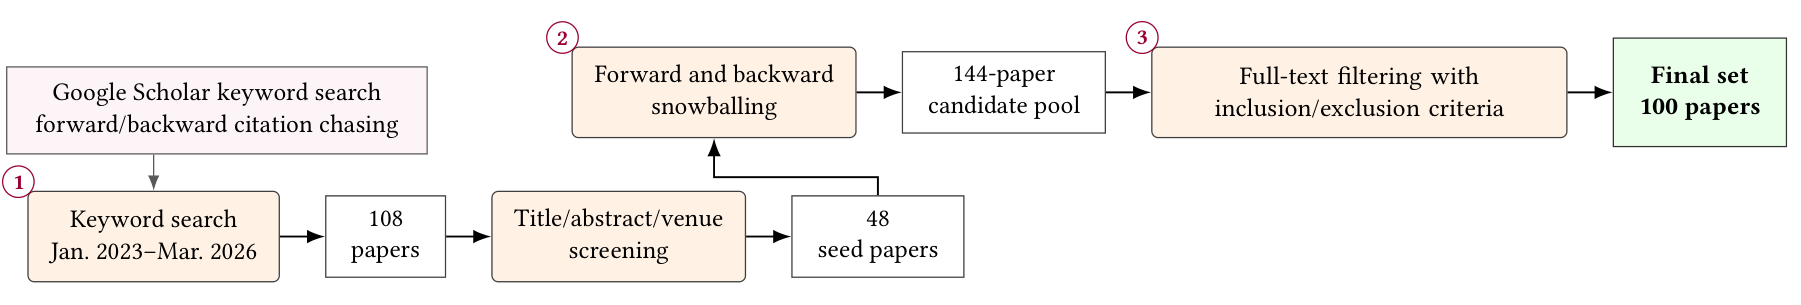 Google Scholar keyword search
forward/backward citation chasing
1
Keyword search
Jan. 2023–Mar. 2026
108
papers
Title/abstract/venue
screening
48
seed papers
2
Forward and backward
snowballing
144-paper
candidate pool
3
Full-text filtering with
inclusion/exclusion criteria
Final set
100 papers